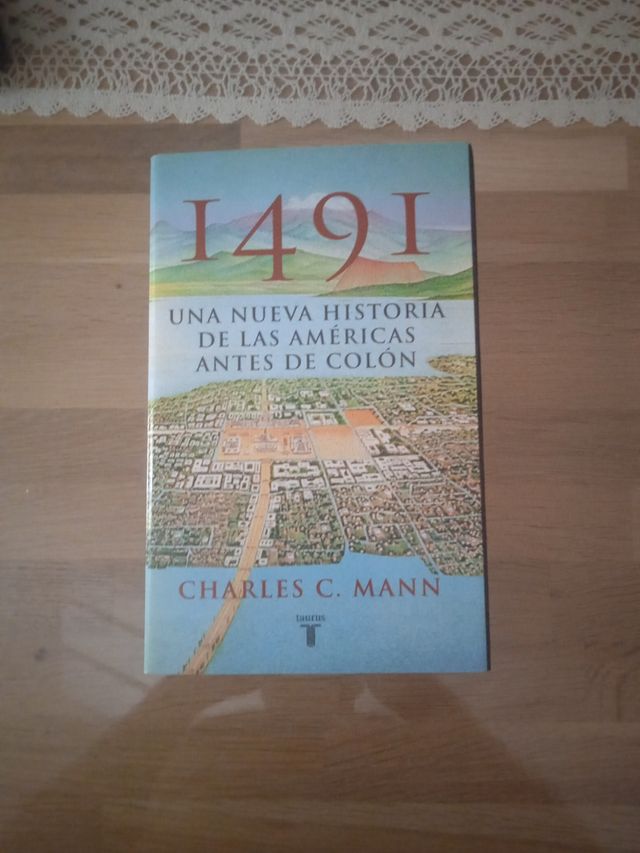 1491
UNA NUEVA HISTORIA
DE LAS AMÉRICAS
ANTES DE COLÓN
CHARLES C. MANN
taurus